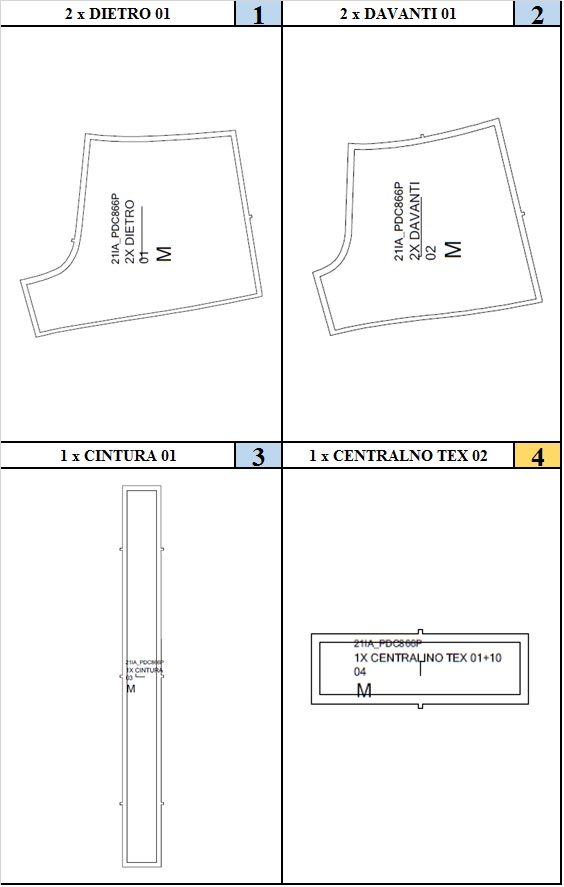 2 x DIETRO 01
1
2 x DAVANTI 01
2
21IA_PDC866P
2X DIETRO
01
M
21IA_PDC866P
2X DAVANTI
02
M
1 x CINTURA 01
3
1 x CENTRALNO TEX 02
4
21IA_PDC866P
1X CINTURA
03
M
21IA_PDC866P
1X CENTRALINO TEX 01+10
04
M